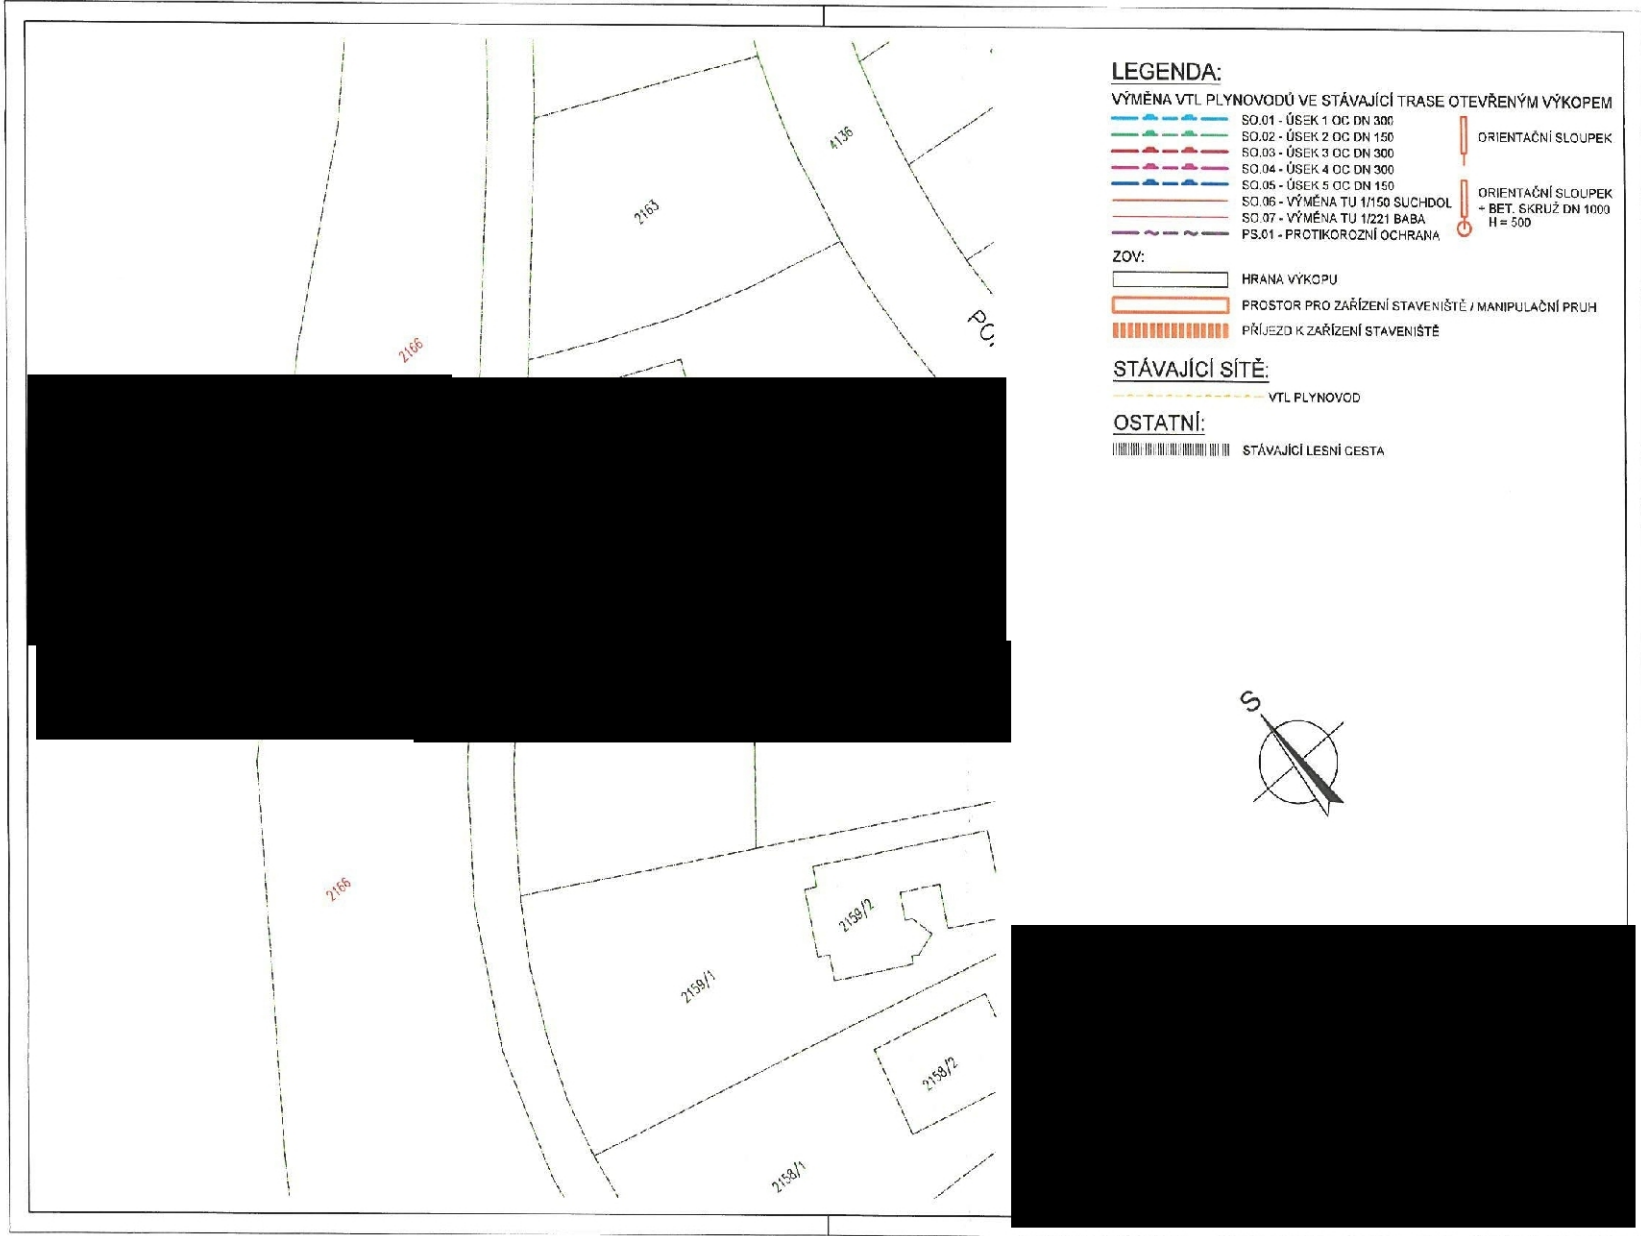 4136
2163
2166
PO.
2166
2159/2
2159/1
2158/2
2158/1
LEGENDA:
VÝMĚNA VTL PLYNOVODŮ VE STÁVAJÍCÍ TRASE OTEVŘENÝM VÝKOPEM
SO.01 - ÚSEK 1 OC DN 300
SO.02 - ÚSEK 2 OC DN 150
SO.03 - ÚSEK 3 OC DN 300
SO.04 - ÚSEK 4 OC DN 300
SO.05 - ÚSEK 5 OC DN 150
SO.06 - VÝMĚNA TU 1/150 SUCHDOL
SO.07 - VÝMĚNA TU 1/221 BABA
PS.01 - PROTIKOROZNÍ OCHRANA
ORIENTAČNÍ SLOUPEK
ORIENTAČNÍ SLOUPEK
+ BET. SKRUŽ DN 1000
H = 500
ZOV:
HRANA VÝKOPU
PROSTOR PRO ZAŘÍZENÍ STAVENIŠTĚ / MANIPULAČNÍ PRUH
PŘÍJEZD K ZAŘÍZENÍ STAVENIŠTĚ
STÁVAJÍCÍ SÍTĚ:
VTL PLYNOVOD
OSTATNÍ:
STÁVAJÍCÍ LESNÍ CESTA
S